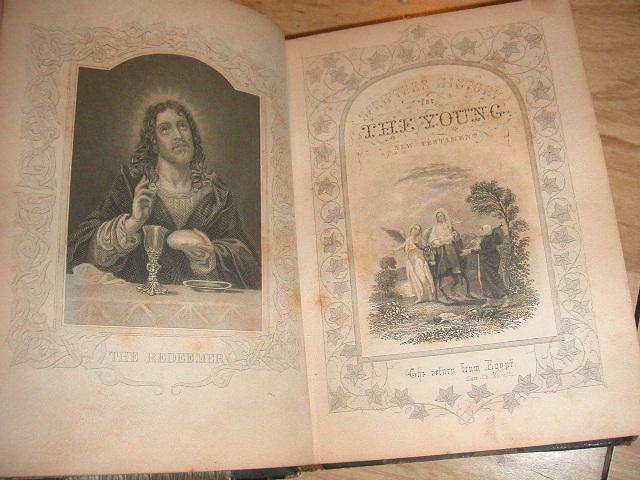 THE REDEEMER
SCRIPTURE HISTORY
for
THE YOUNG
NEW TESTAMENT
The return from Egypt.